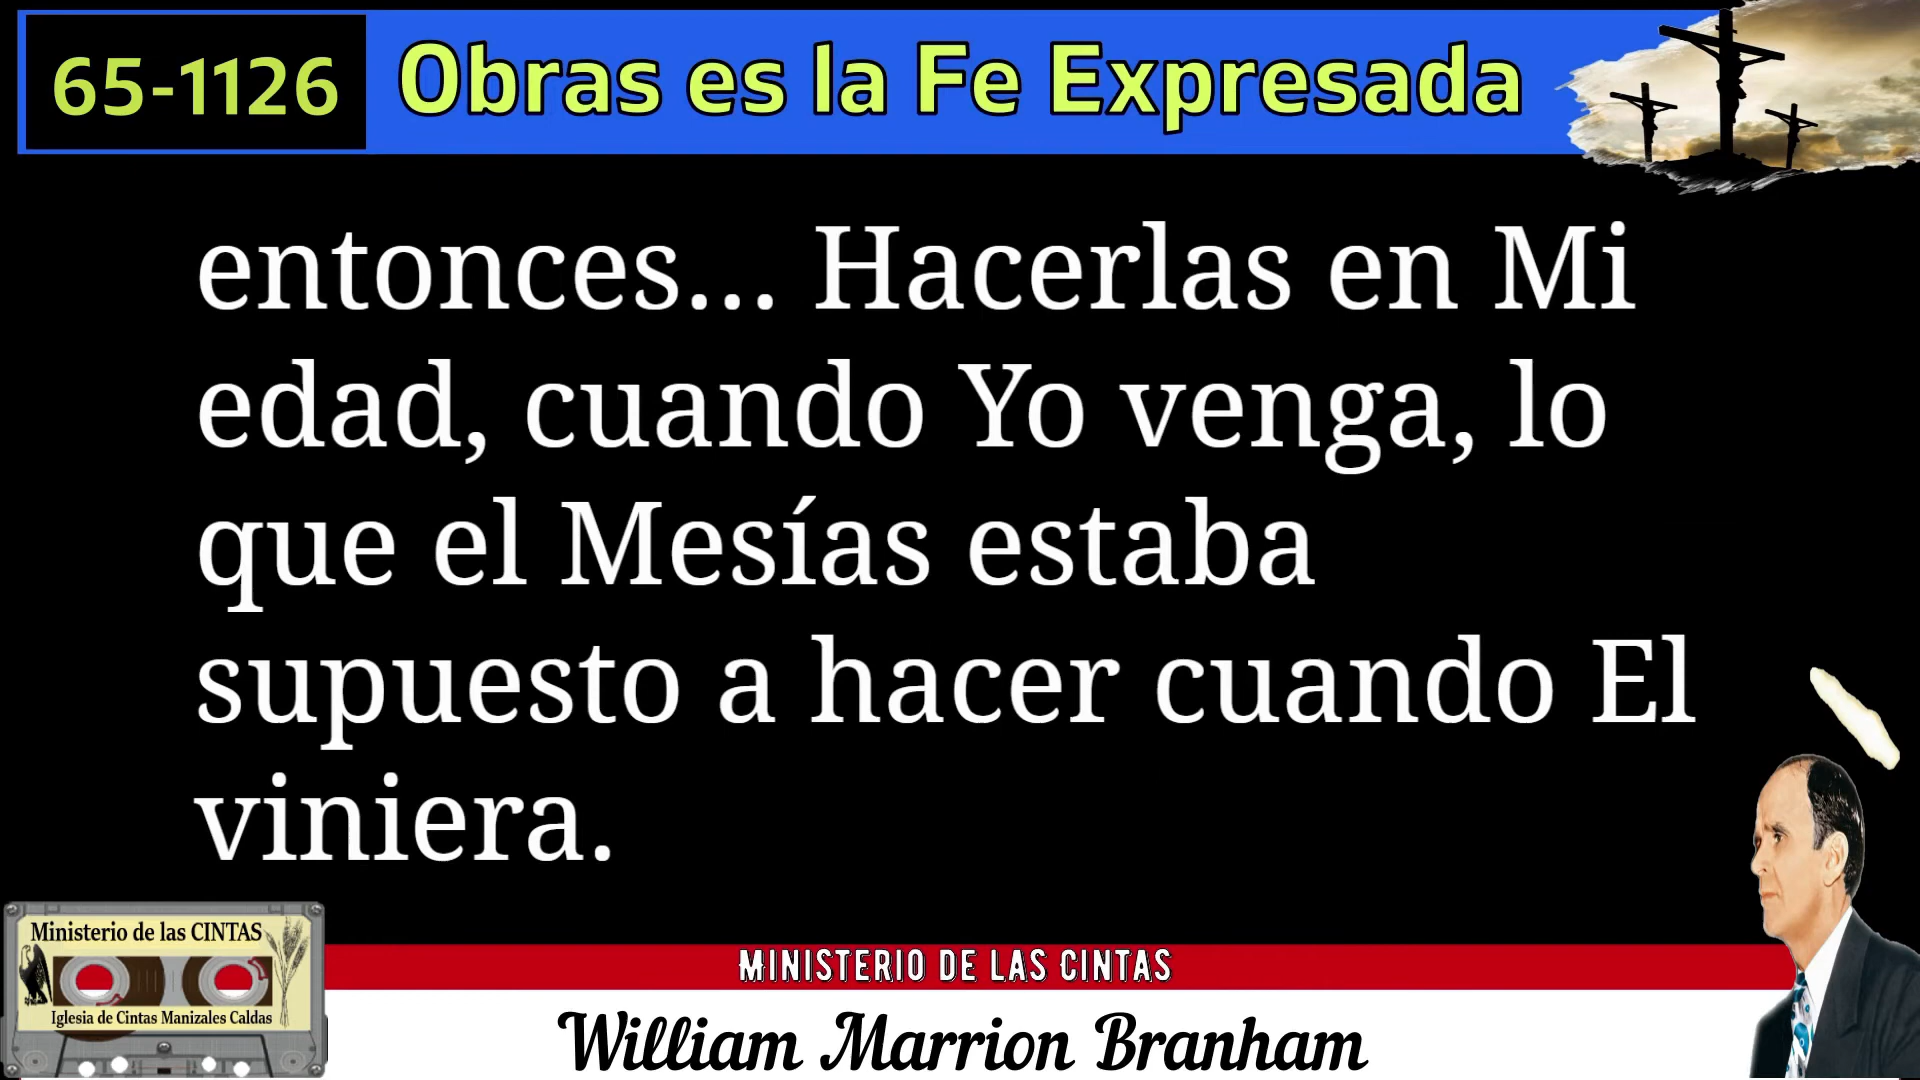 65-1126
Obras es la Fe Expresada
entonces... Hacerlas en Mi
edad, cuando Yo venga, lo
que el Mesías estaba
supuesto a hacer cuando El
viniera.
Ministerio de las CINTAS
Iglesia de Cintas Manizales Caldas
MINISTERIO DE LAS CINTAS
William Marrion Branham